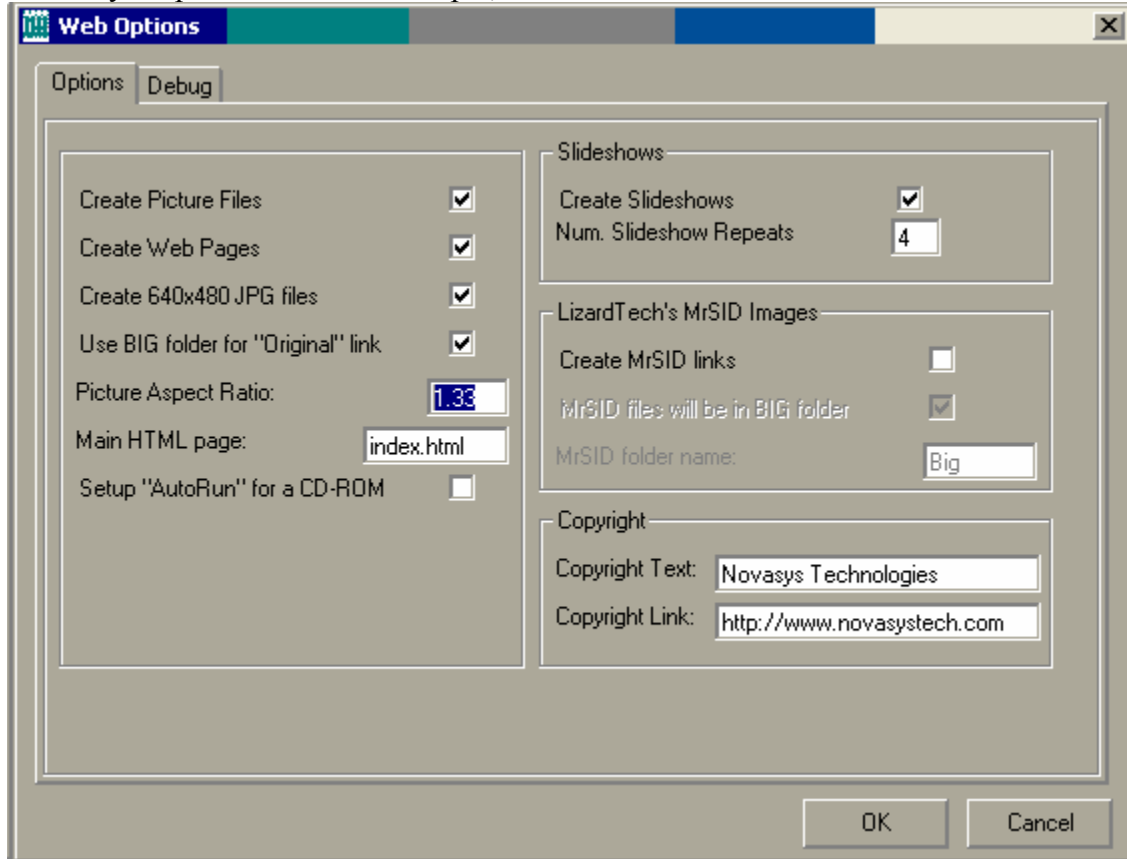 Web Options
Options Debug
Create Picture Files
Create Web Pages
Create 640x480 JPG files
Use BIG folder for "Original" link
Picture Aspect Ratio: 1.33
Main HTML page: index.html
Setup "AutoRun" for a CD-ROM
Slideshows
Create Slideshows
Num. Slideshow Repeats 4
LizardTech's MrSID Images
Create MrSID links
MrSID files will be in BIG folder
MrSID folder name: Big
Copyright
Copyright Text: Novasys Technologies
Copyright Link: http://www.novasystech.com
OK Cancel